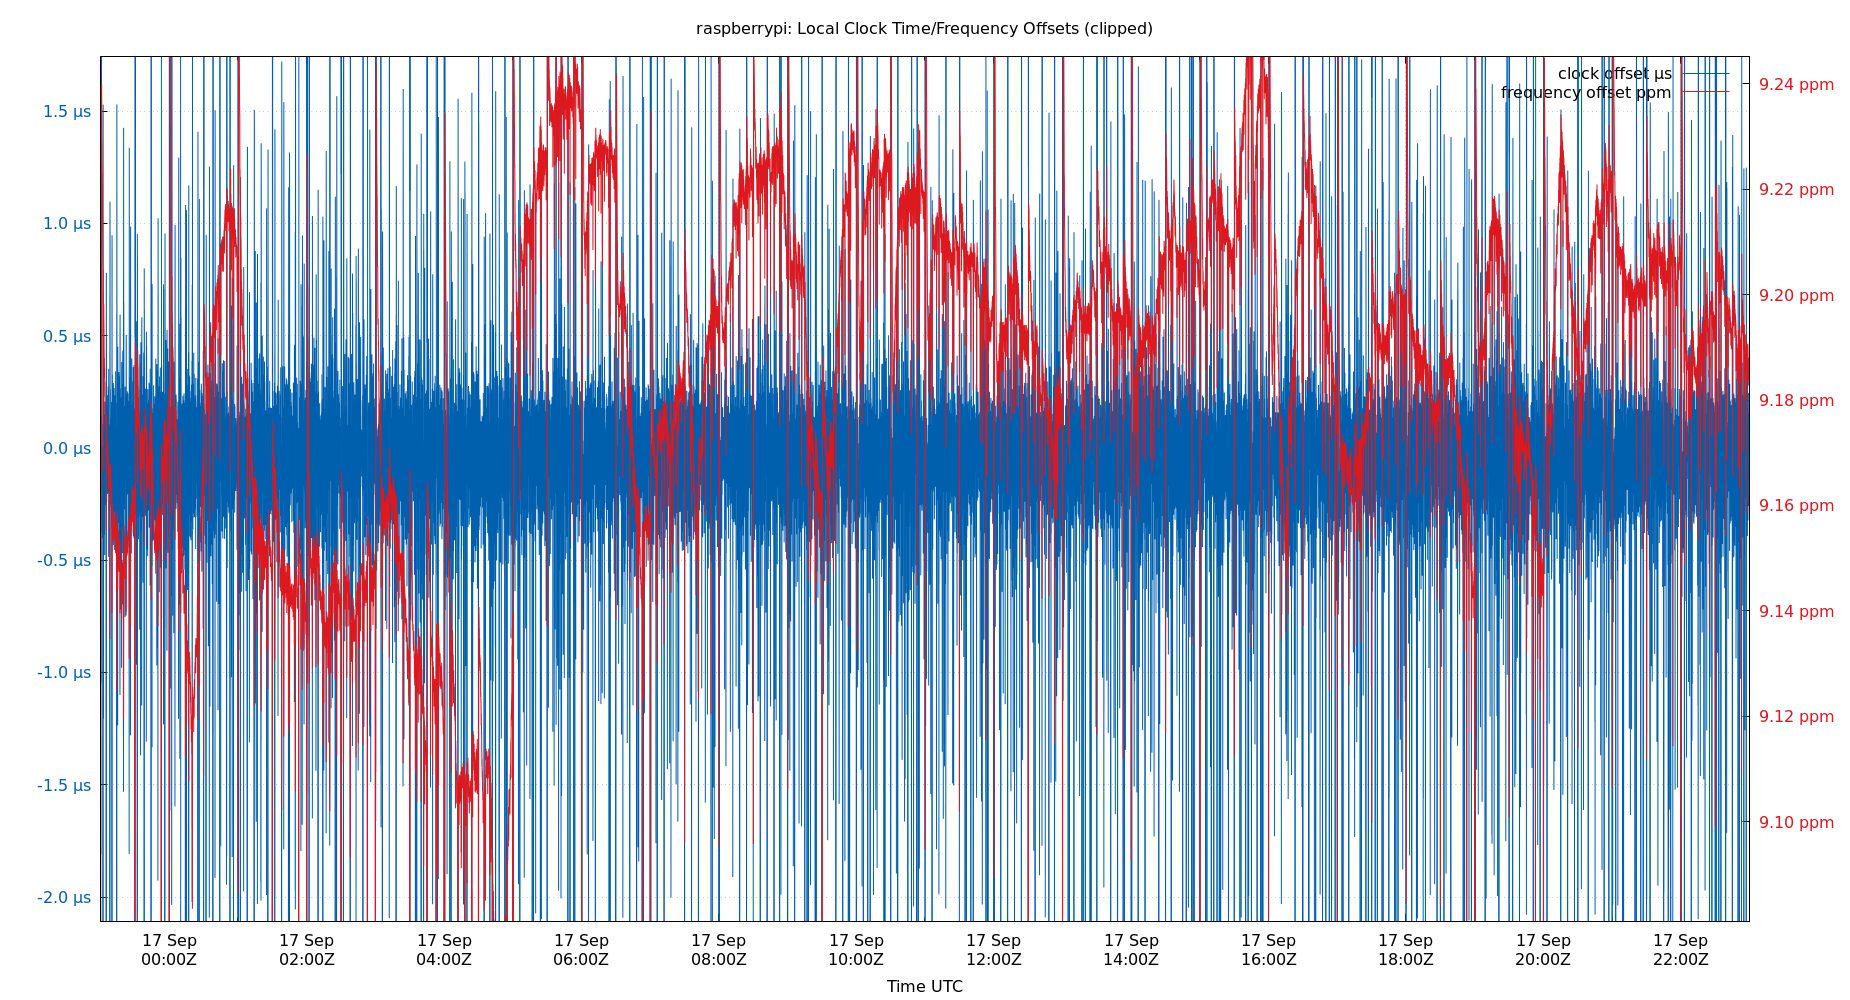 raspberrypi: Local Clock Time/Frequency Offsets (clipped)
clock offset µs
frequency offset ppm
1.5 µs
1.0 µs
0.5 µs
0.0 µs
-0.5 µs
-1.0 µs
-1.5 µs
-2.0 µs
9.24 ppm
9.22 ppm
9.20 ppm
9.18 ppm
9.16 ppm
9.14 ppm
9.12 ppm
9.10 ppm
17 Sep 17 Sep 17 Sep 17 Sep 17 Sep 17 Sep 17 Sep 17 Sep 17 Sep 17 Sep 17 Sep 17 Sep
00:00Z 02:00Z 04:00Z 06:00Z 08:00Z 10:00Z 12:00Z 14:00Z 16:00Z 18:00Z 20:00Z 22:00Z
Time UTC